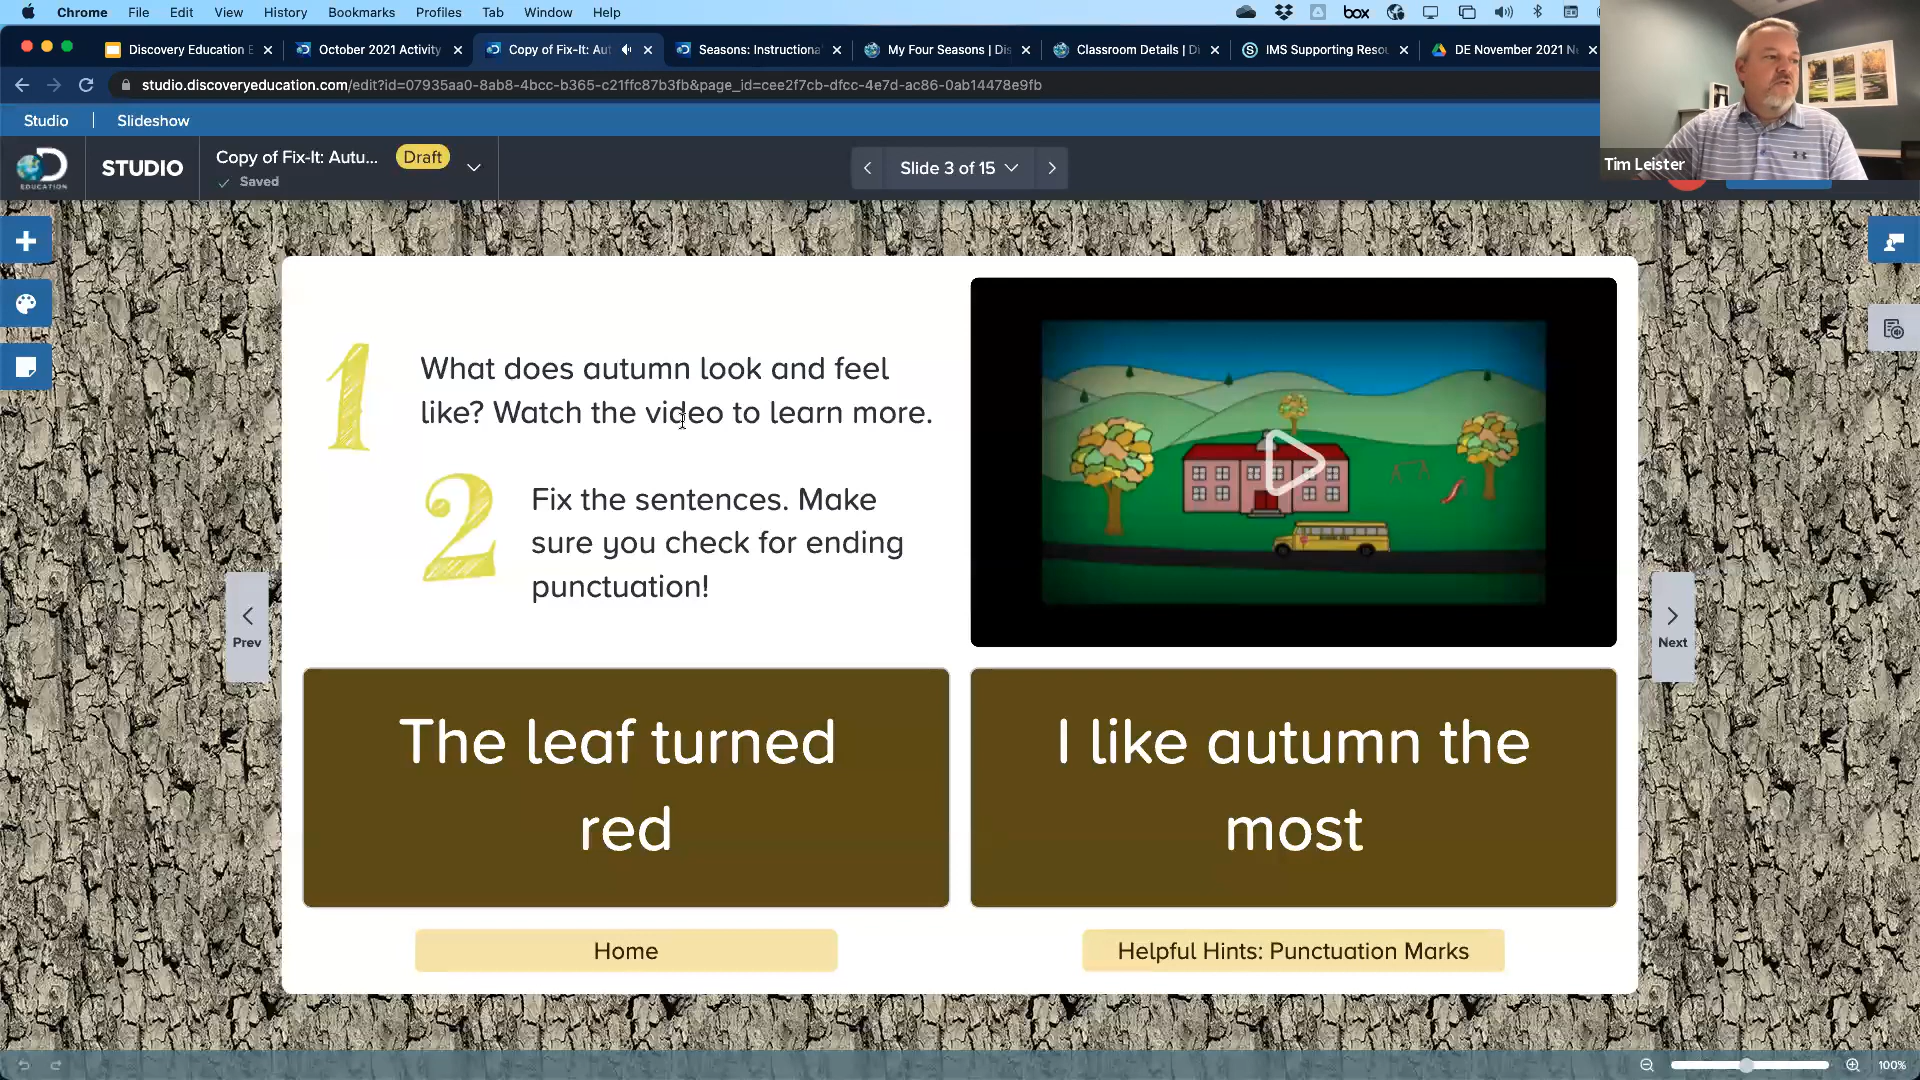 Chrome File Edit View History Bookmarks Profiles Tab Window Help
box
Discovery Education E
October 2021 Activity
Copy of Fix-It: Aut
Seasons: Instructiona
My Four Seasons | Dis
Classroom Details | Di
IMS Supporting Resou
DE November 2021 N
studio.discoveryeducation.com/edit?id=07935aa0-8ab8-4bcc-b365-c21ffc87b3fb&page_id=cee2f7cb-dfcc-4e7d-ac86-0ab14478e9fb
Studio | Slideshow
EDUCATION
STUDIO
Copy of Fix-It: Autu...
Draft
Saved
Slide 3 of 15
Tim Leister
1
What does autumn look and feel
like? Watch the video to learn more.
2
Fix the sentences. Make
sure you check for ending
punctuation!
Prev
Next
The leaf turned
red
I like autumn the
most
Home
Helpful Hints: Punctuation Marks
100%